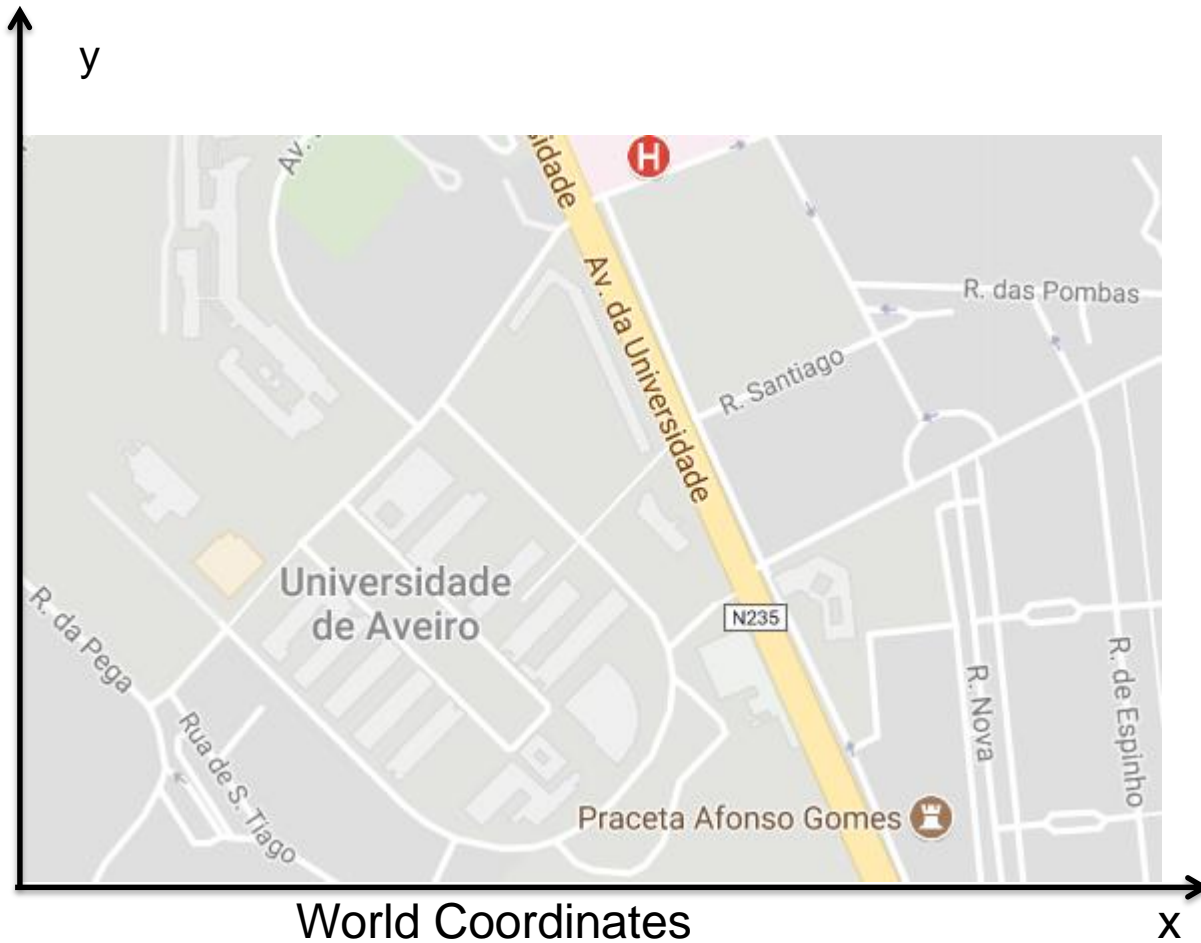 y
Av.
sidade
H
Av. da Universidade
R. das Pombas
R. Santiago
Universidade
de Aveiro
N235
R. da Pega
Rua de S. Tiago
R. Nova
R. de Espinho
Praceta Afonso Gomes
World Coordinates
x